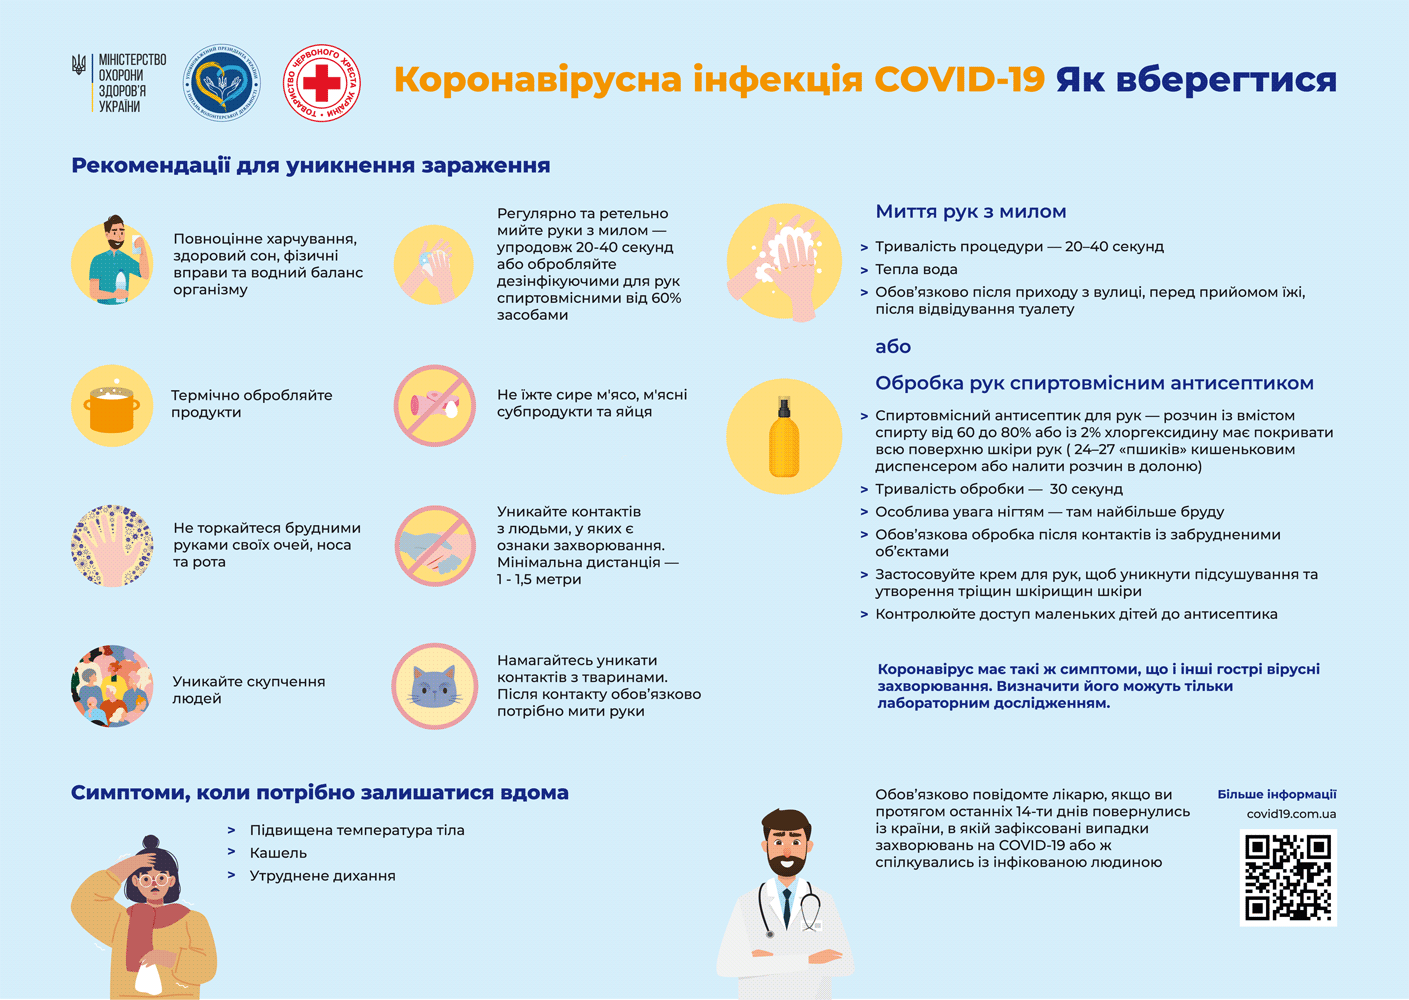 МІНІСТЕРСТВО
ОХОРОНИ
ЗДОРОВ'Я
УКРАЇНИ
УПОВНОВАЖЕНИЙ ПРЕЗИДЕНТА УКРАЇНИ
З ПИТАНЬ ВОЛОНТЕРСЬКОЇ ДІЯЛЬНОСТІ
ТОВАРИСТВО ЧЕРВОНОГО ХРЕСТА УКРАЇНИ
Коронавірусна інфекція COVID-19 Як вберегтися
Рекомендації для уникнення зараження
Повноцінне харчування,
здоровий сон, фізичні
вправи та водний баланс
організму
Регулярно та ретельно
мийте руки з милом —
упродовж 20-40 секунд
або обробляйте
дезінфікуючими для рук
спиртовмісними від 60%
засобами
Термічно обробляйте
продукти
Не їжте сире м'ясо, м'ясні
субпродукти та яйця
Не торкайтеся брудними
руками своїх очей, носа
та рота
Уникайте контактів
з людьми, у яких є
ознаки захворювання.
Мінімальна дистанція —
1 - 1,5 метри
Уникайте скупчення
людей
Намагайтесь уникати
контактів з тваринами.
Після контакту обов'язково
потрібно мити руки
Миття рук з милом
> Тривалість процедури — 20–40 секунд
> Тепла вода
> Обов'язково після приходу з вулиці, перед прийомом їжі,
після відвідування туалету
або
Обробка рук спиртовмісним антисептиком
> Спиртовмісний антисептик для рук — розчин із вмістом
спирту від 60 до 80% або із 2% хлоргексидину має покривати
всю поверхню шкіри рук ( 24–27 «пшиків» кишеньковим
диспенсером або налити розчин в долоню)
> Тривалість обробки — 30 секунд
> Особлива увага нігтям — там найбільше бруду
> Обов'язкова обробка після контактів із забрудненими
об'єктами
> Застосовуйте крем для рук, щоб уникнути підсушування та
утворення тріщин шкірищин шкіри
> Контролюйте доступ маленьких дітей до антисептика
Коронавірус має такі ж симптоми, що і інші гострі вірусні
захворювання. Визначити його можуть тільки
лабораторним дослідженням.
Симптоми, коли потрібно залишатися вдома
> Підвищена температура тіла
> Кашель
> Утруднене дихання
Обов'язково повідомте лікарю, якщо ви
протягом останніх 14-ти днів повернулись
із країни, в якій зафіксовані випадки
захворювань на COVID-19 або ж
спілкувались із інфікованою людиною
Більше інформації
covid19.com.ua